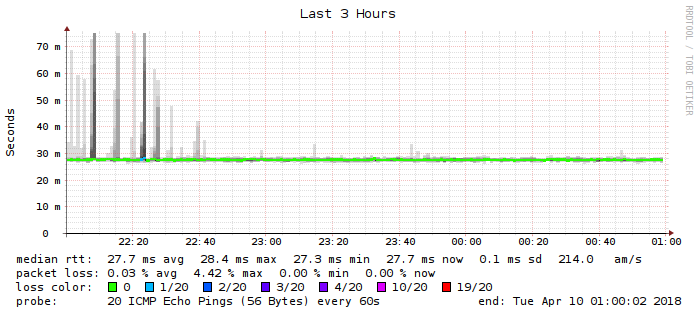 Last 3 Hours
RRDTOOL / TOBI OETIKER
Seconds
70 m
60 m
50 m
40 m
30 m
20 m
10 m
0
22:20 22:40 23:00 23:20 23:40 00:00 00:20 00:40 01:00
median rtt: 27.7 ms avg 28.4 ms max 27.3 ms min 27.7 ms now 0.1 ms sd 214.0 am/s
packet loss: 0.03 % avg 4.42 % max 0.00 % min 0.00 % now
loss color: 0 1/20 2/20 3/20 4/20 10/20 19/20
probe: 20 ICMP Echo Pings (56 Bytes) every 60s end: Tue Apr 10 01:00:02 2018